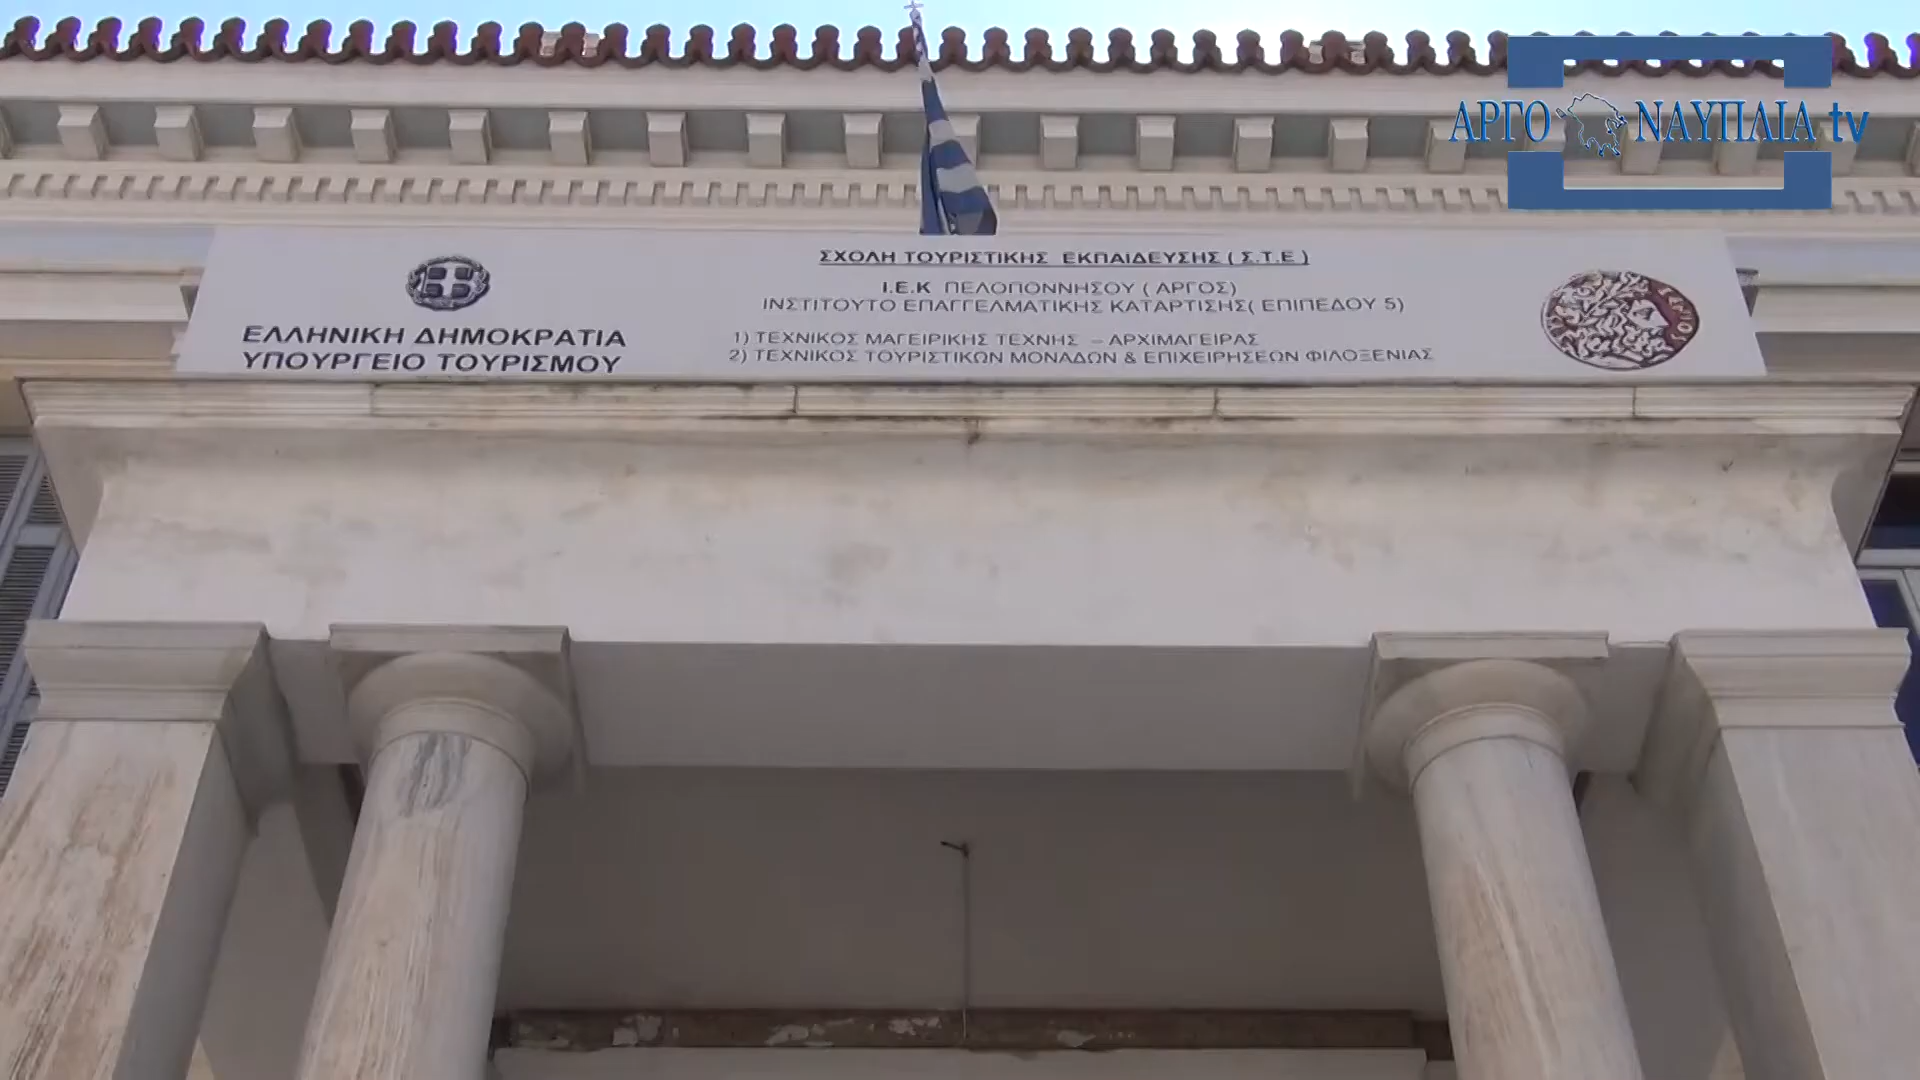 ΑΡΓΟ ΝΑΥΠΛΙΑ tv
ΕΛΛΗΝΙΚΗ ΔΗΜΟΚΡΑΤΙΑ
ΥΠΟΥΡΓΕΙΟ ΤΟΥΡΙΣΜΟΥ
ΣΧΟΛΗ ΤΟΥΡΙΣΤΙΚΗΣ ΕΚΠΑΙΔΕΥΣΗΣ ( Σ.Τ.Ε )
Ι.Ε.Κ ΠΕΛΟΠΟΝΝΗΣΟΥ ( ΑΡΓΟΣ)
ΙΝΣΤΙΤΟΥΤΟ ΕΠΑΓΓΕΛΜΑΤΙΚΗΣ ΚΑΤΑΡΤΙΣΗΣ( ΕΠΙΠΕΔΟΥ 5)
1) ΤΕΧΝΙΚΟΣ ΜΑΓΕΙΡΙΚΗΣ ΤΕΧΝΗΣ – ΑΡΧΙΜΑΓΕΙΡΑΣ
2) ΤΕΧΝΙΚΟΣ ΤΟΥΡΙΣΤΙΚΩΝ ΜΟΝΑΔΩΝ & ΕΠΙΧΕΙΡΗΣΕΩΝ ΦΙΛΟΞΕΝΙΑΣ